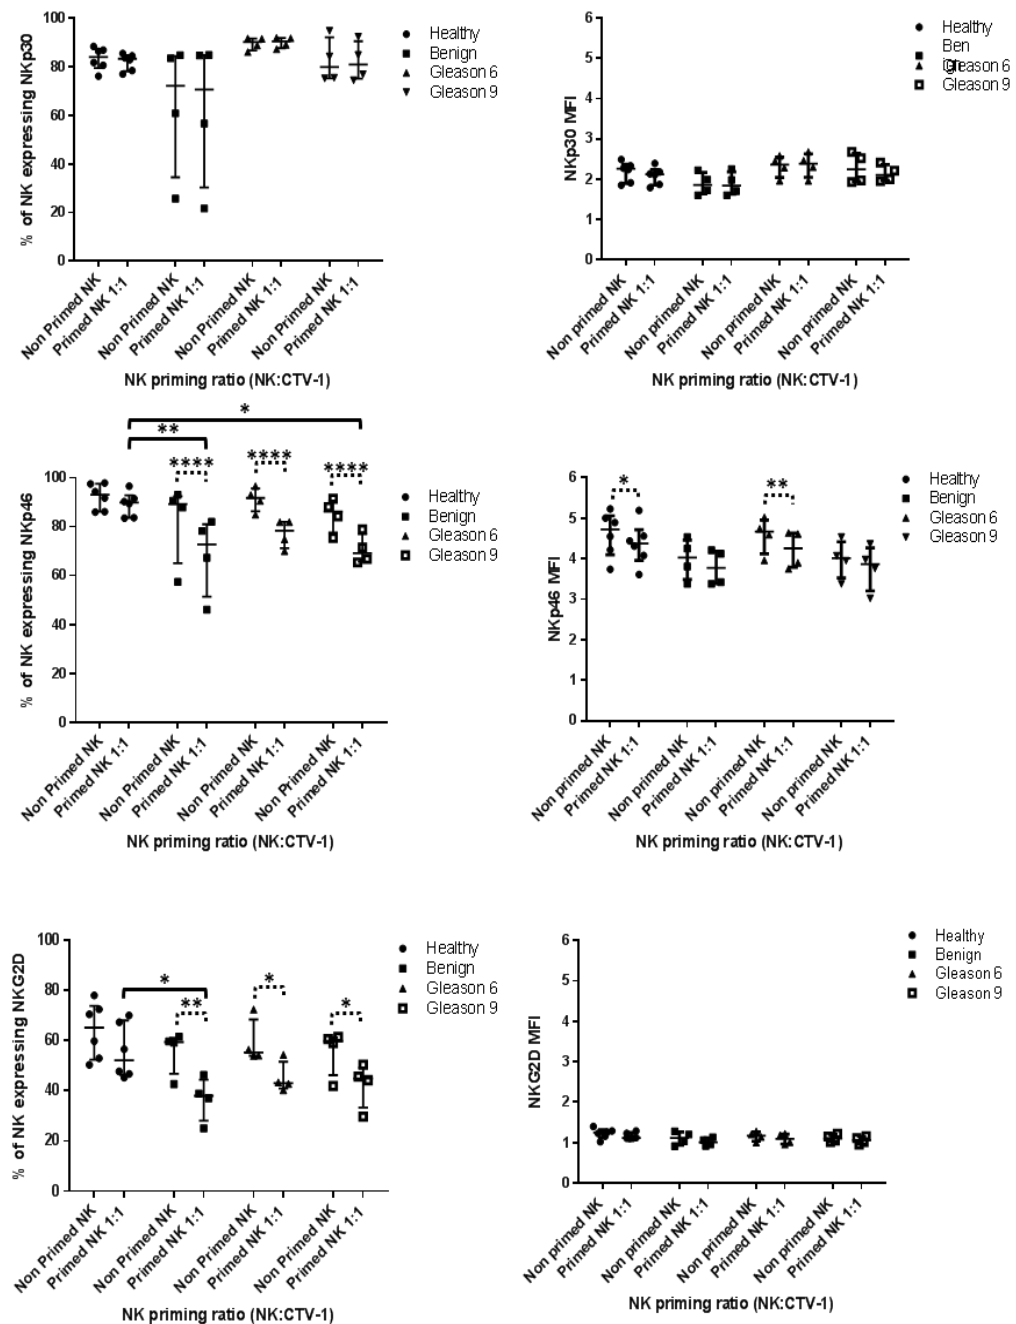 % of NK expressing NKp30
100
80
60
40
20
0
Non Primed NK
Primed NK 1:1
Non Primed NK
Primed NK 1:1
Non Primed NK
Primed NK 1:1
Non Primed NK
Primed NK 1:1
NK priming ratio (NK:CTV-1)
Healthy
Benign
Gleason 6
Gleason 9
NKp30 MFI
6
5
4
3
2
1
0
Non primed NK
Primed NK 1:1
Non primed NK
Primed NK 1:1
Non primed NK
Primed NK 1:1
Non primed NK
Primed NK 1:1
NK priming ratio (NK:CTV-1)
Healthy
Ben
ign
Gleason 6
Gleason 9
% of NK expressing NKp46
100
80
60
40
20
0
*
**
****
****
****
Non Primed NK
Primed NK 1:1
Non Primed NK
Primed NK 1:1
Non Primed NK
Primed NK 1:1
Non Primed NK
Primed NK 1:1
NK priming ratio (NK:CTV-1)
Healthy
Benign
Gleason 6
Gleason 9
NKp46 MFI
6
5
4
3
2
1
0
*
**
Non primed NK
Primed NK 1:1
Non primed NK
Primed NK 1:1
Non primed NK
Primed NK 1:1
Non primed NK
Primed NK 1:1
NK priming ratio (NK:CTV-1)
Healthy
Benign
Gleason 6
Gleason 9
% of NK expressing NKG2D
100
80
60
40
20
0
*
**
*
*
Non Primed NK
Primed NK 1:1
Non Primed NK
Primed NK 1:1
Non Primed NK
Primed NK 1:1
Non Primed NK
Primed NK 1:1
NK priming ratio (NK:CTV-1)
Healthy
Benign
Gleason 6
Gleason 9
NKG2D MFI
6
5
4
3
2
1
0
Non primed NK
Primed NK 1:1
Non primed NK
Primed NK 1:1
Non primed NK
Primed NK 1:1
Non primed NK
Primed NK 1:1
NK priming ratio (NK:CTV-1)
Healthy
Benign
Gleason 6
Gleason 9